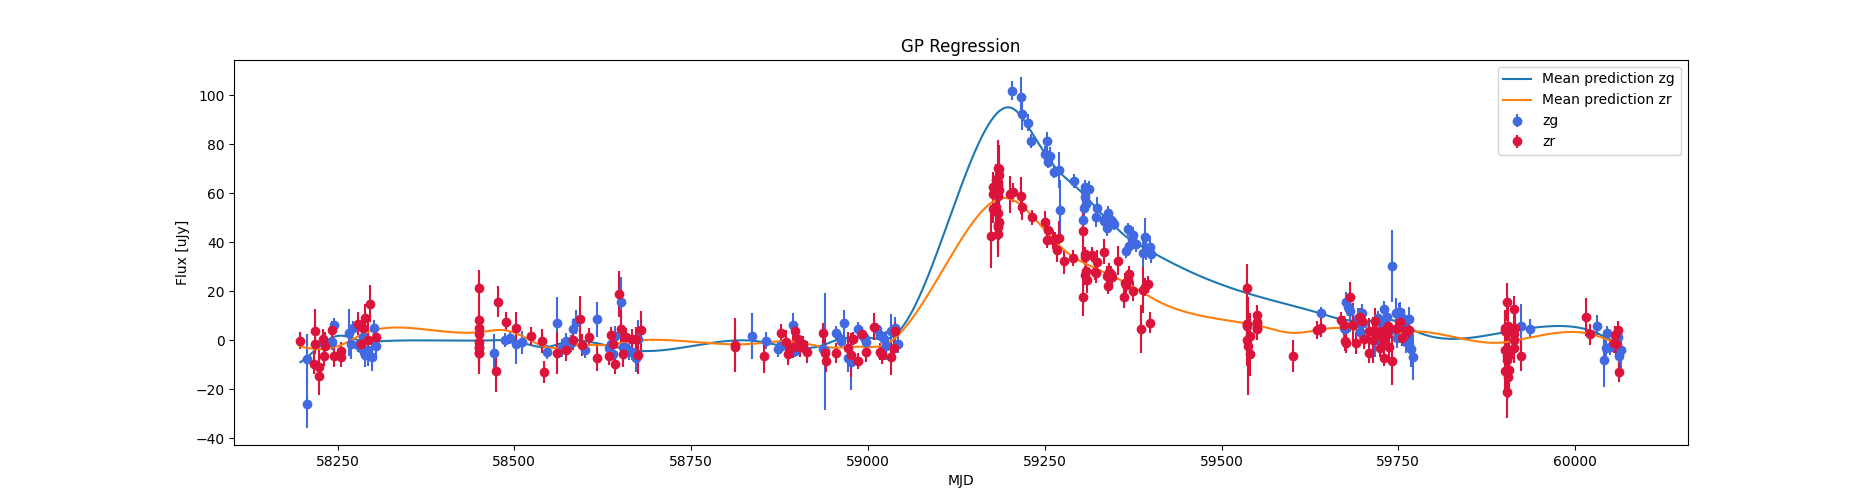 GP Regression
100
80
60
40
20
0
−20
−40
Flux [uJy]
58250
58500
58750
59000
59250
59500
59750
60000
MJD
Mean prediction zg
Mean prediction zr
zg
zr